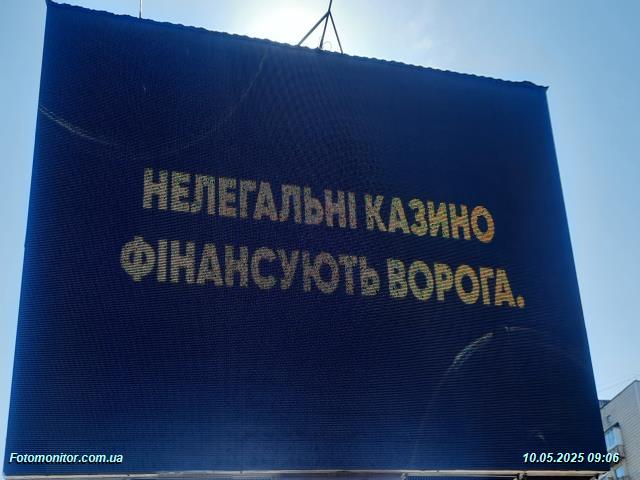 НЕЛЕГАЛЬНІ КАЗИНО
ФІНАНСУЮТЬ ВОРОГА.
Fotomonitor.com.ua
10.05.2025 09:06